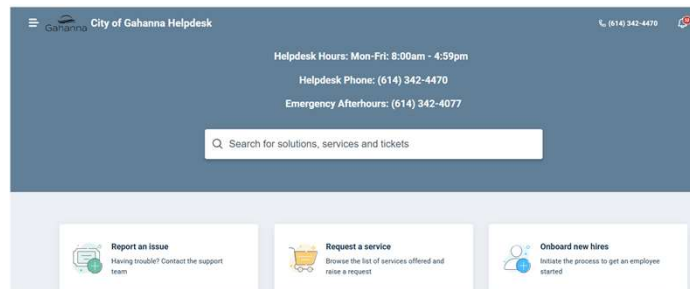 Gahanna City of Gahanna Helpdesk
(614) 342-4470
Helpdesk Hours: Mon-Fri: 8:00am - 4:59pm
Helpdesk Phone: (614) 342-4470
Emergency Afterhours: (614) 342-4077
Search for solutions, services and tickets
Report an issue
Having trouble? Contact the support
team
Request a service
Browse the list of services offered and
raise a request
Onboard new hires
Initiate the process to get an employee
started